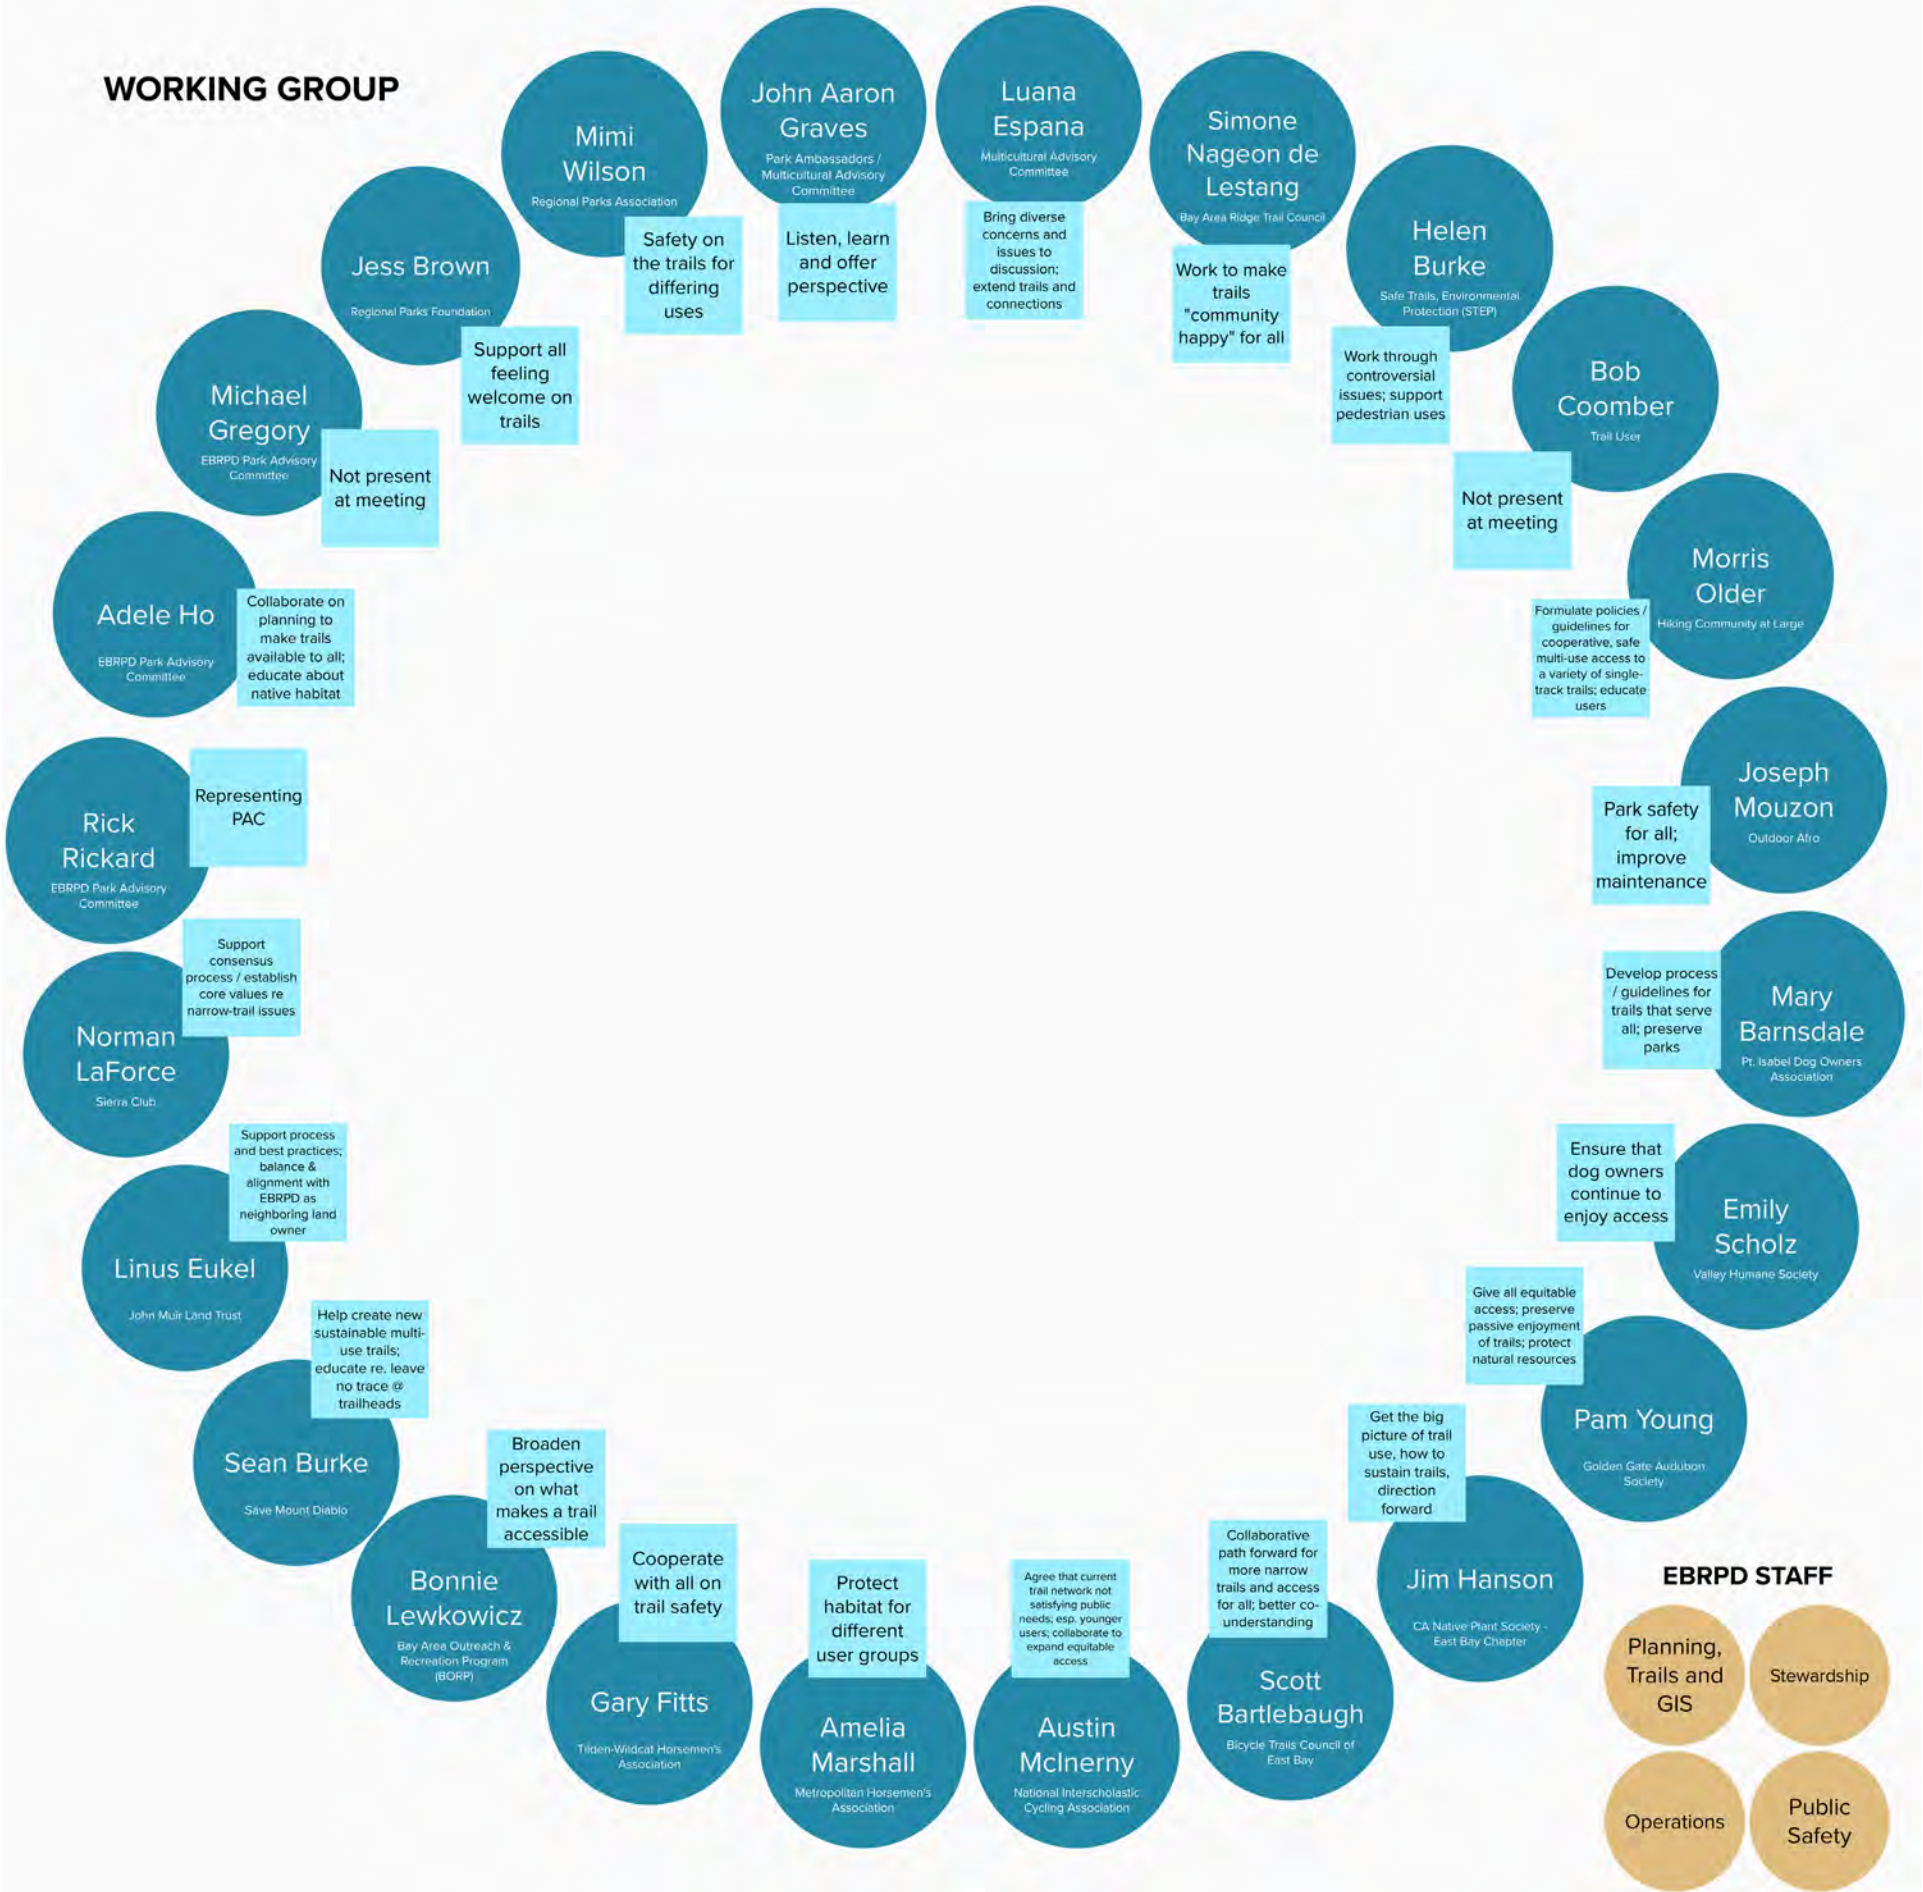 WORKING GROUP
John Aaron
Graves
Park Ambassadors /
Multicultural Advisory
Committee
Listen, learn
and offer
perspective
Luana
Espana
Multicultural Advisory
Committee
Bring diverse
concerns and
issues to
discussion;
extend trails and
connections
Simone
Nageon de
Lestang
Bay Area Ridge Trail Council
Work to make
trails
"community
happy" for all
Helen
Burke
Safe Trails, Environmental
Protection (STEP)
Work through
controversial
issues; support
pedestrian uses
Bob
Coomber
Trail User
Not present
at meeting
Morris
Older
Hiking Community at Large
Formulate policies /
guidelines for
cooperative, safe
multi-use access to
a variety of single-
track trails; educate
users
Joseph
Mouzon
Outdoor Afro
Park safety
for all;
improve
maintenance
Mary
Barnsdale
Pt. Isabel Dog Owners
Association
Develop process
/ guidelines for
trails that serve
all; preserve
parks
Emily
Scholz
Valley Humane Society
Ensure that
dog owners
continue to
enjoy access
Pam Young
Golden Gate Audubon
Society
Give all equitable
access; preserve
passive enjoyment
of trails; protect
natural resources
Jim Hanson
CA Native Plant Society -
East Bay Chapter
Get the big
picture of trail
use, how to
sustain trails,
direction
forward
Scott
Bartlebaugh
Bicycle Trails Council of
East Bay
Collaborative
path forward for
more narrow
trails and access
for all; better co-
understanding
Austin
McInerny
National Interscholastic
Cycling Association
Agree that current
trail network not
satisfying public
needs; esp. younger
users; collaborate to
expand equitable
access
Amelia
Marshall
Metropolitan Horsemen's
Association
Protect
habitat for
different
user groups
Gary Fitts
Tilden-Wildcat Horsemen's
Association
Cooperate
with all on
trail safety
Bonnie
Lewkowicz
Bay Area Outreach &
Recreation Program
(BORP)
Broaden
perspective
on what
makes a trail
accessible
Sean Burke
Save Mount Diablo
Help create new
sustainable multi-
use trails;
educate re. leave
no trace @
trailheads
Linus Eukel
John Muir Land Trust
Support process
and best practices;
balance &
alignment with
EBRPD as
neighboring land
owner
Norman
LaForce
Sierra Club
Support
consensus
process / establish
core values re
narrow-trail issues
Rick
Rickard
EBRPD Park Advisory
Committee
Representing
PAC
Adele Ho
EBRPD Park Advisory
Committee
Collaborate on
planning to
make trails
available to all;
educate about
native habitat
Michael
Gregory
EBRPD Park Advisory
Committee
Not present
at meeting
Jess Brown
Regional Parks Foundation
Support all
feeling
welcome on
trails
Mimi
Wilson
Regional Parks Association
Safety on
the trails for
differing
uses
EBRPD STAFF
Planning,
Trails and
GIS
Stewardship
Operations
Public
Safety